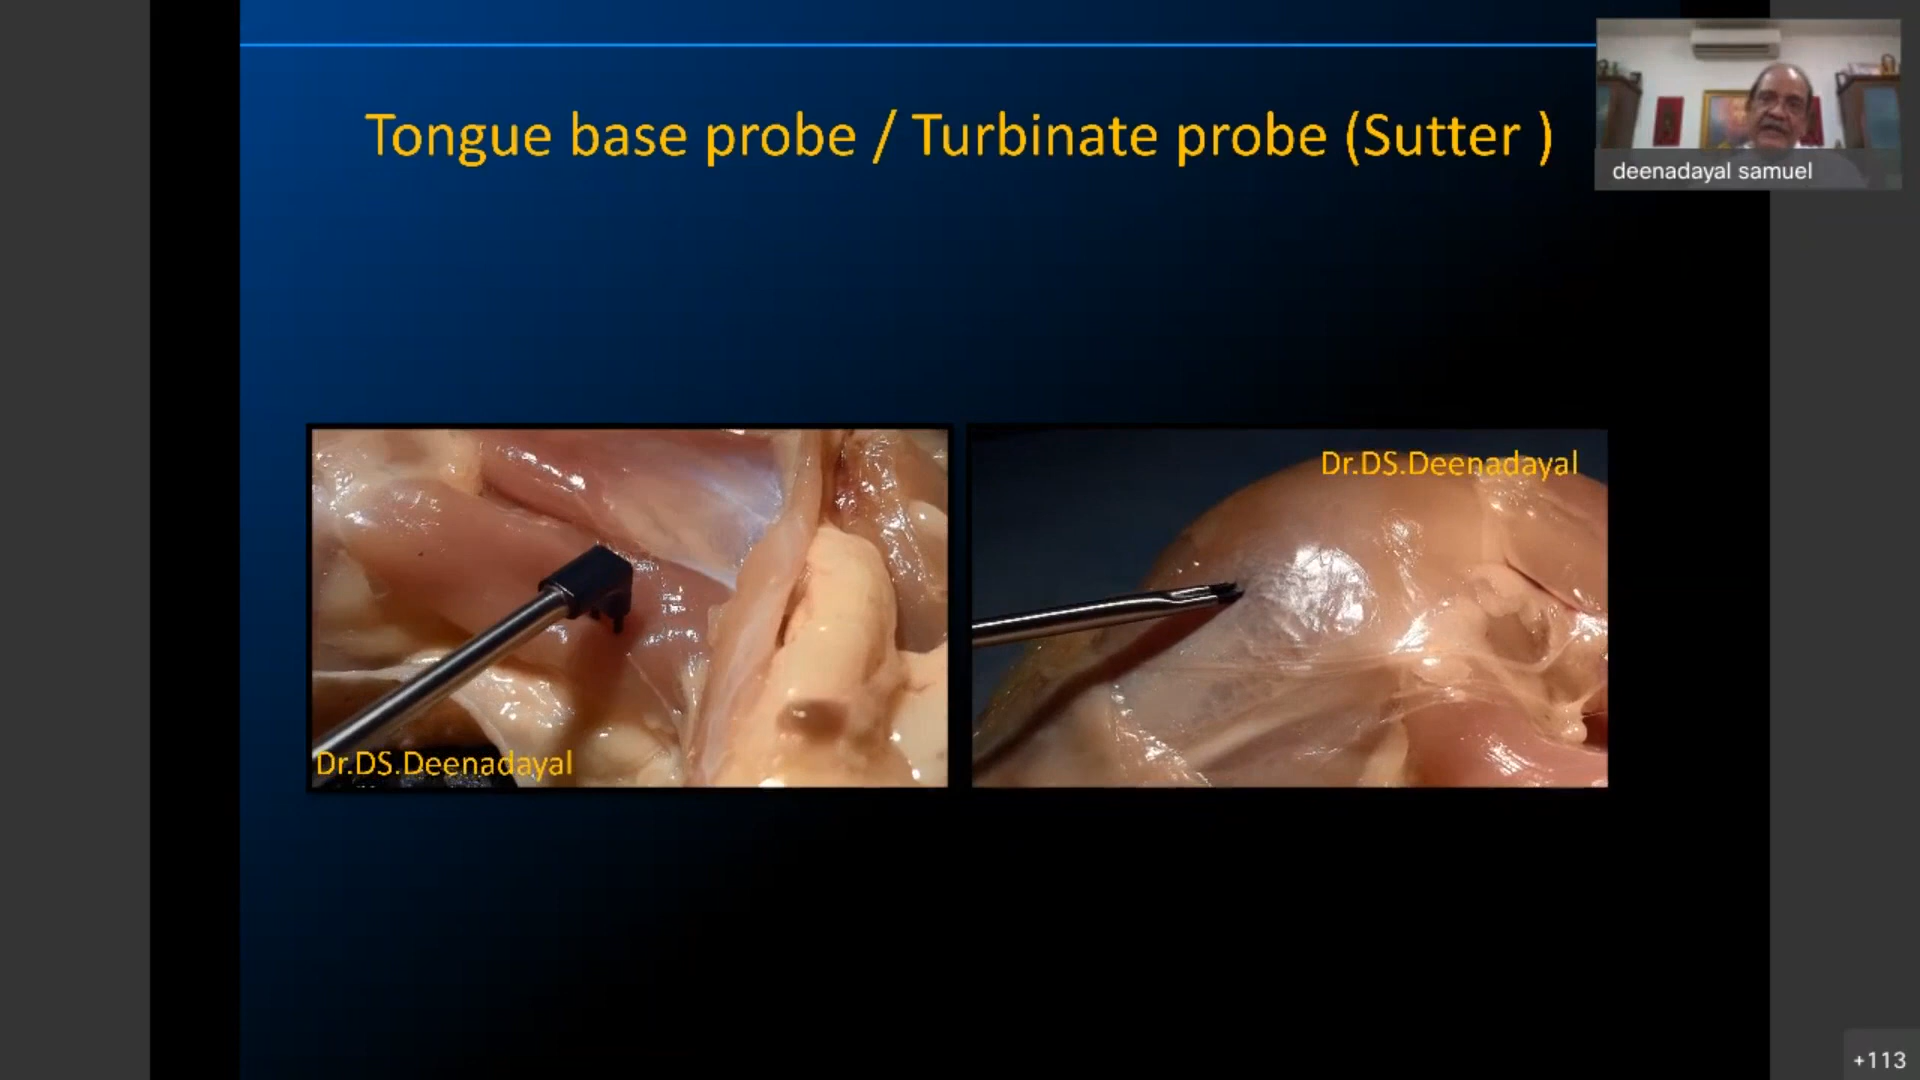 Tongue base probe / Turbinate probe (Sutter )
deenadayal samuel
Dr.DS.Deenadayal
Dr.DS.Deenadayal
+113